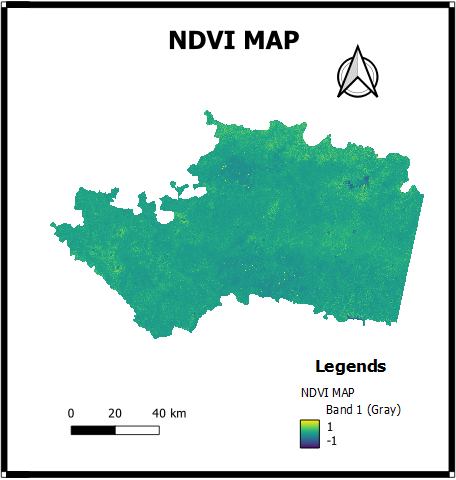 NDVI MAP
Legends
NDVI MAP
Band 1 (Gray)
1
-1
0 20 40 km